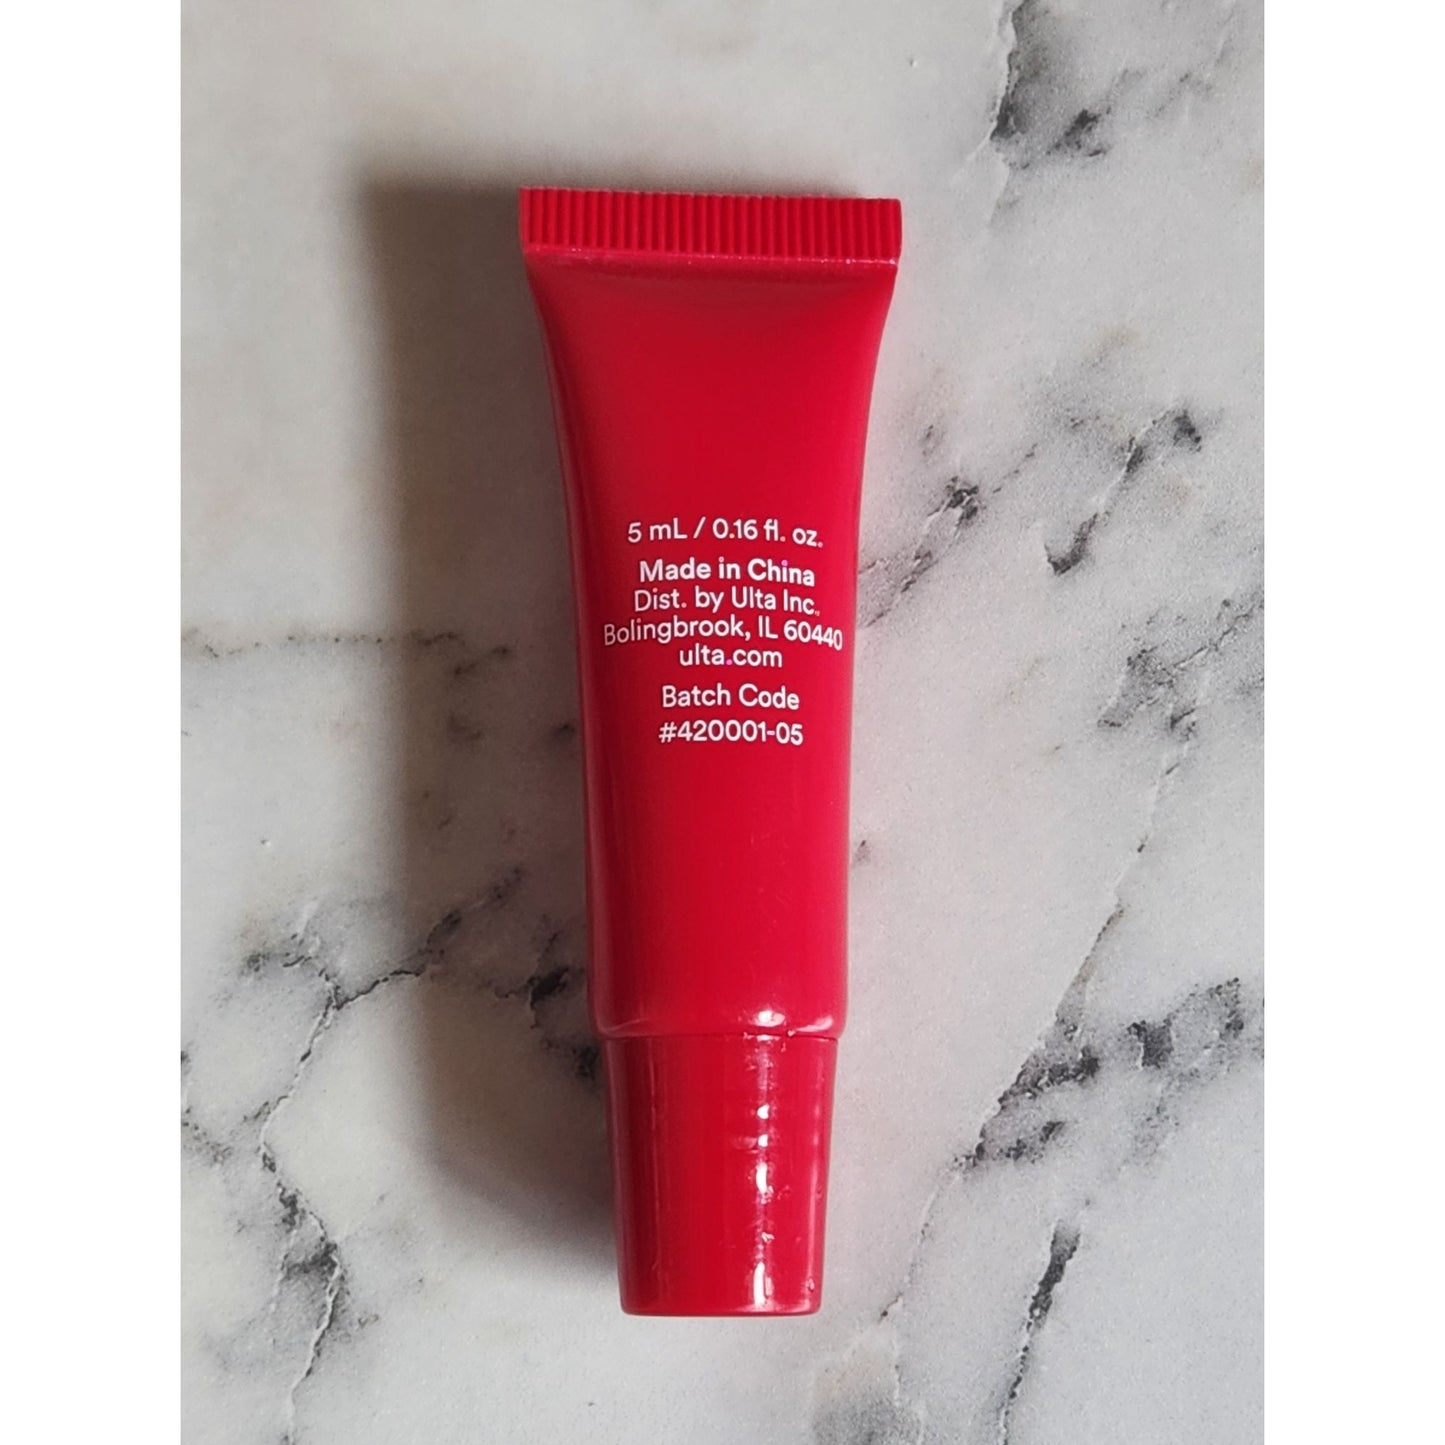 5 mL / 0.16 fl. oz.
Made in China
Dist. by Ulta Inc.,
Bolingbrook, IL 60440
ulta.com
Batch Code
#420001-05